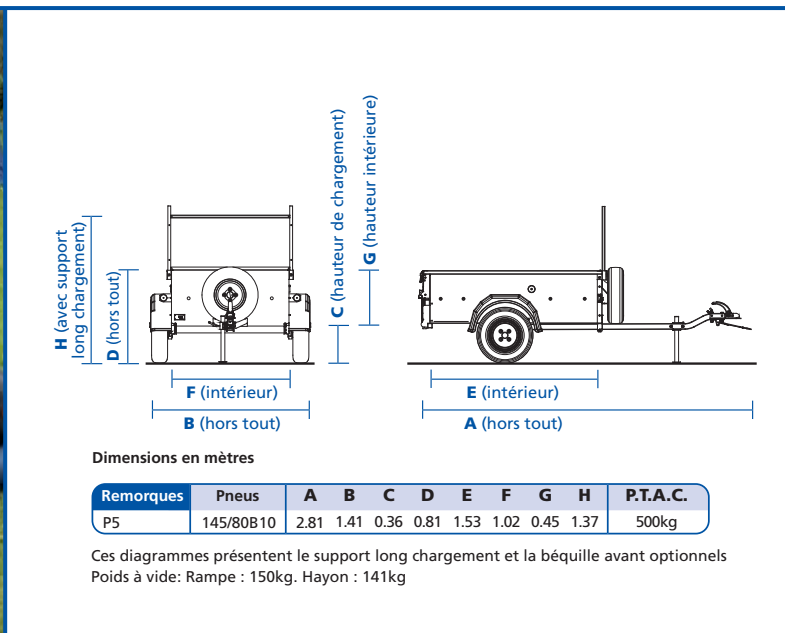 H (avec support
long chargement)
D (hors tout)
C (hauteur de chargement)
G (hauteur intérieure)
F (intérieur)
B (hors tout)
E (intérieur)
A (hors tout)
Dimensions en mètres
Remorques Pneus A B C D E F G H P.T.A.C.
P5 145/80B10 2.81 1.41 0.36 0.81 1.53 1.02 0.45 1.37 500kg
Ces diagrammes présentent le support long chargement et la béquille avant optionnels
Poids à vide: Rampe : 150kg. Hayon : 141kg